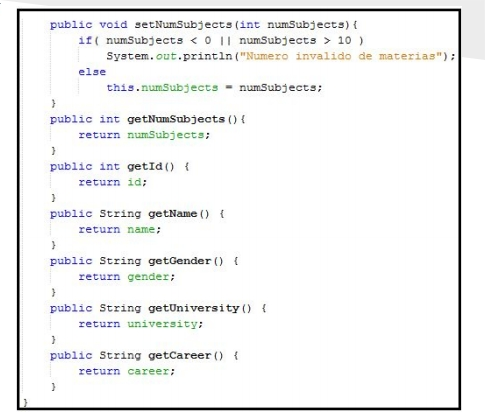 public void setNumSubjects(int numSubjects){
if( numSubjects < 0 || numSubjects > 10 )
System.out.println("Numero invalido de materias");
else
this.numSubjects = numSubjects;
}
public int getNumSubjects(){
return numSubjects;
}
public int getId() {
return id;
}
public String getName() {
return name;
}
public String getGender() {
return gender;
}
public String getUniversity() {
return university;
}
public String getCareer() {
return career;
}
}